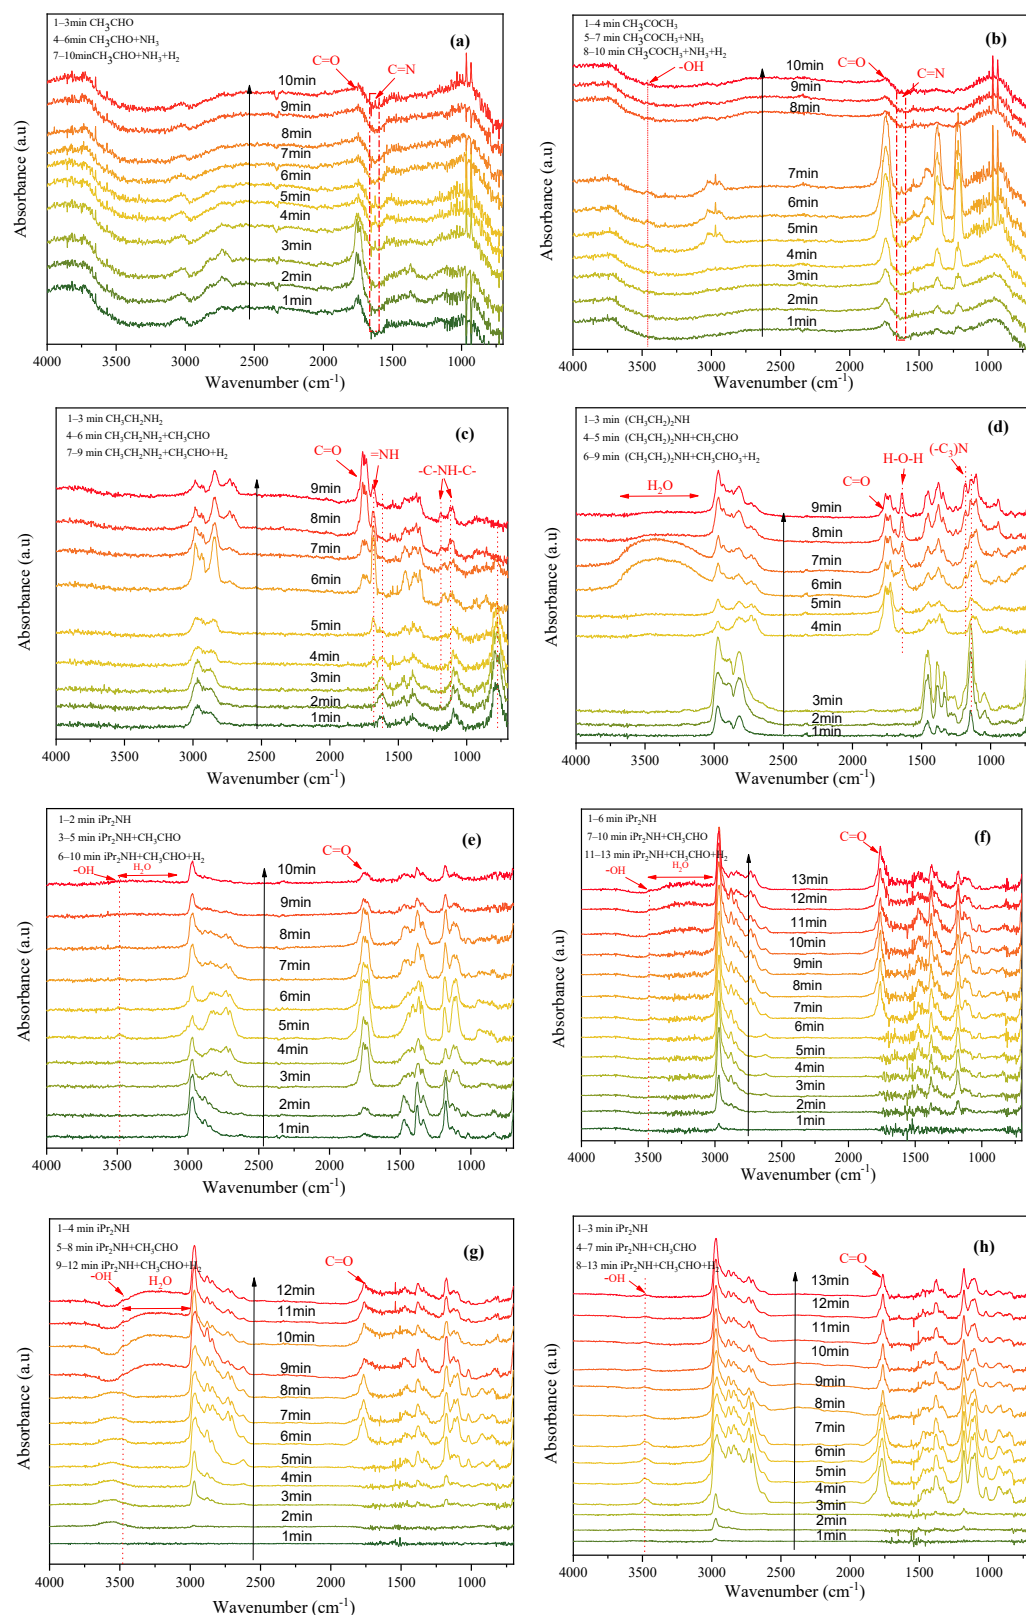 1–3min CH₃CHO
4–6min CH₃CHO+NH₃
7–10minCH₃CHO+NH₃+H₂
(a)
C=O
C=N
10min
9min
8min
7min
6min
5min
4min
3min
2min
1min
Absorbance (a.u)
4000 3500 3000 2500 2000 1500 1000
Wavenumber (cm⁻¹)
1–4 min CH₃COCH₃
5–7 min CH₃COCH₃+NH₃
8–10 min CH₃COCH₃+NH₃+H₂
(b)
-OH
C=O
C=N
10min
9min
8min
7min
6min
5min
4min
3min
2min
1min
Absorbance (a.u)
4000 3500 3000 2500 2000 1500 1000
Wavenumber (cm⁻¹)
1–3 min CH₃CH₂NH₂
4–6 min CH₃CH₂NH₂+CH₃CHO
7–9 min CH₃CH₂NH₂+CH₃CHO+H₂
(c)
C=O
=NH
-C-NH-C-
9min
8min
7min
6min
5min
4min
3min
2min
1min
Absorbance (a.u)
4000 3500 3000 2500 2000 1500 1000
Wavenumber (cm⁻¹)
1–3 min (CH₃CH₂)₂NH
4–5 min (CH₃CH₂)₂NH+CH₃CHO
6–9 min (CH₃CH₂)₂NH+CH₃CHO₃+H₂
(d)
H₂O
C=O
H-O-H
(-C₃)N
9min
8min
7min
6min
5min
4min
3min
2min
1min
Absorbance (a.u)
4000 3500 3000 2500 2000 1500 1000
Wavenumber (cm⁻¹)
1–2 min iPr₂NH
3–5 min iPr₂NH+CH₃CHO
6–10 min iPr₂NH+CH₃CHO+H₂
(e)
-OH
H₂O
C=O
10min
9min
8min
7min
6min
5min
4min
3min
2min
1min
Absorbance (a.u)
4000 3500 3000 2500 2000 1500 1000
Wavenumber (cm⁻¹)
1–6 min iPr₂NH
7–10 min iPr₂NH+CH₃CHO
11–13 min iPr₂NH+CH₃CHO+H₂
(f)
-OH
H₂O
C=O
13min
12min
11min
10min
9min
8min
7min
6min
5min
4min
3min
2min
1min
Absorbance (a.u)
4000 3500 3000 2500 2000 1500 1000
Wavenumber (cm⁻¹)
1–4 min iPr₂NH
5–8 min iPr₂NH+CH₃CHO
9–12 min iPr₂NH+CH₃CHO+H₂
(g)
-OH
H₂O
C=O
12min
11min
10min
9min
8min
7min
6min
5min
4min
3min
2min
1min
Absorbance (a.u)
4000 3500 3000 2500 2000 1500 1000
Wavenumber (cm⁻¹)
1–3 min iPr₂NH
4–7 min iPr₂NH+CH₃CHO
8–13 min iPr₂NH+CH₃CHO+H₂
(h)
-OH
C=O
13min
12min
11min
10min
9min
8min
7min
6min
5min
4min
3min
2min
1min
Absorbance (a.u)
4000 3500 3000 2500 2000 1500 1000
Wavenumber (cm⁻¹)